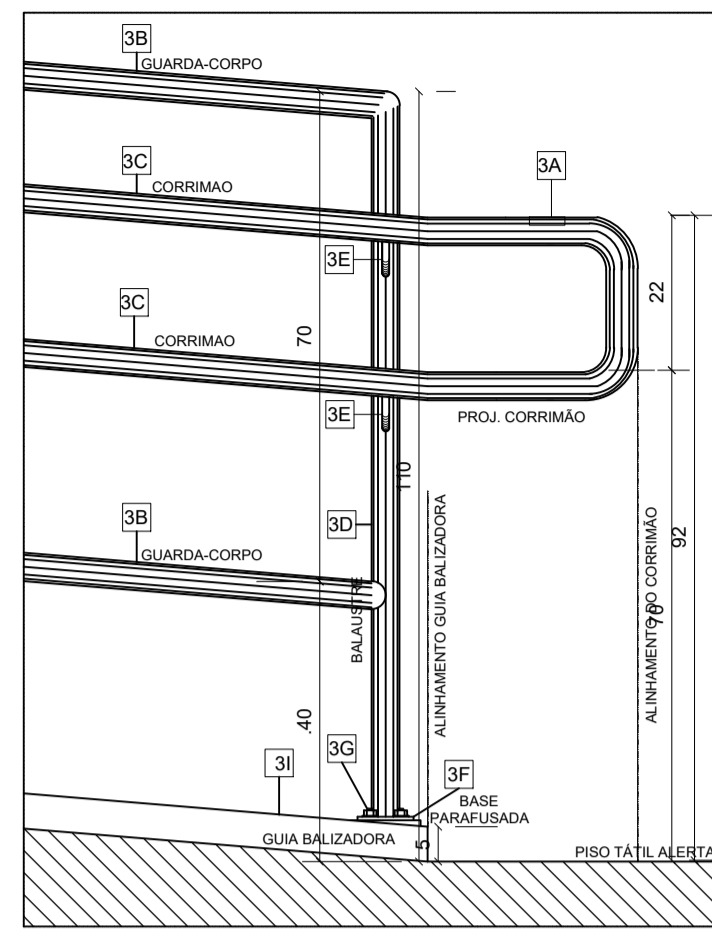 3B
GUARDA-CORPO
3C
CORRIMAO
3A
3E
22
3C
CORRIMAO
70
3E
PROJ. CORRIMÃO
110
3B
GUARDA-CORPO
3D
BALAUSTRE
ALINHAMENTO GUIA BALIZADORA
ALINHAMENTO DO CORRIMÃO
70
92
.40
3I
3G
3F
BASE
PARAFUSADA
GUIA BALIZADORA
5
PISO TÁTIL ALERTA